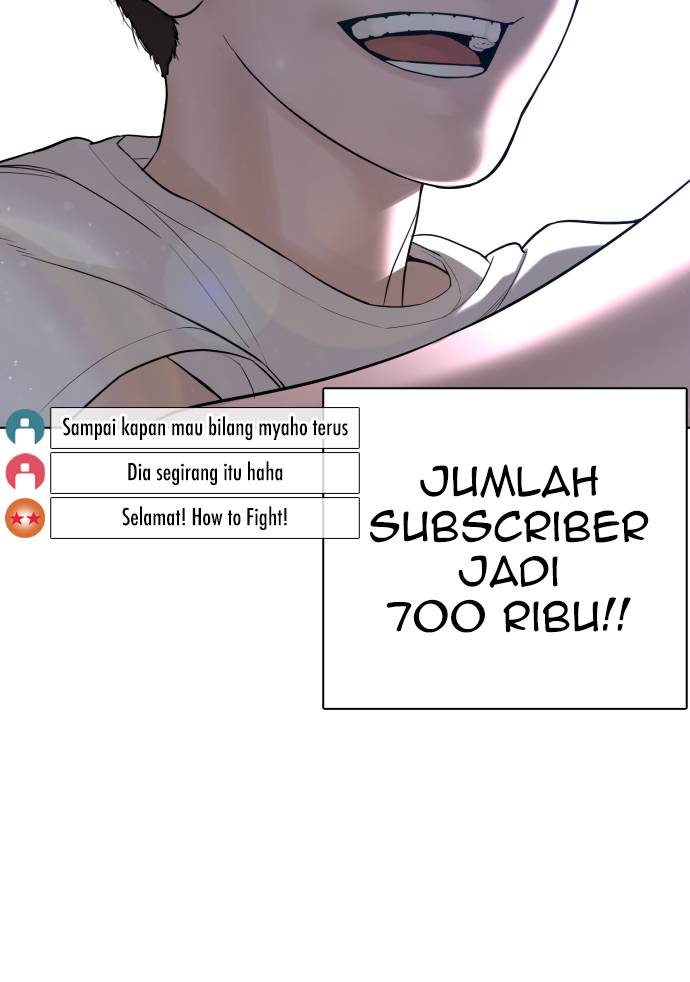 Sampai kapan mau bilang myaho terus
Dia segirang itu haha
Selamat! How to Fight!
JUMLAH
SUBSCRIBER
JADI
700 RIBU!!